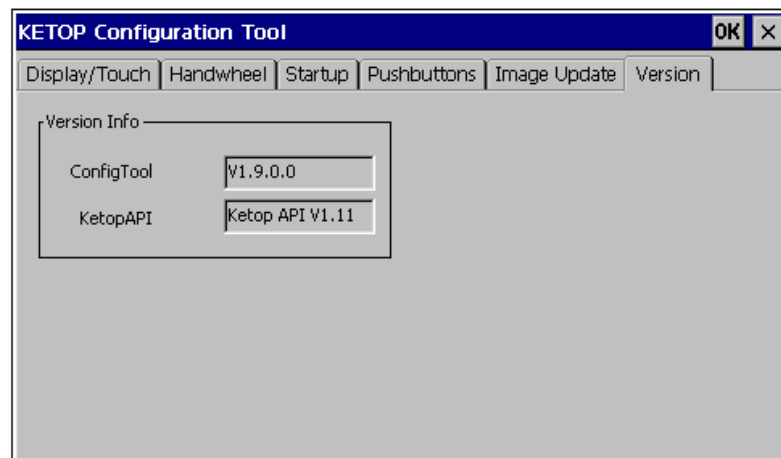 KETOP Configuration Tool OK ×
Display/Touch Handwheel Startup Pushbuttons Image Update Version
Version Info
ConfigTool V1.9.0.0
KetopAPI Ketop API V1.11